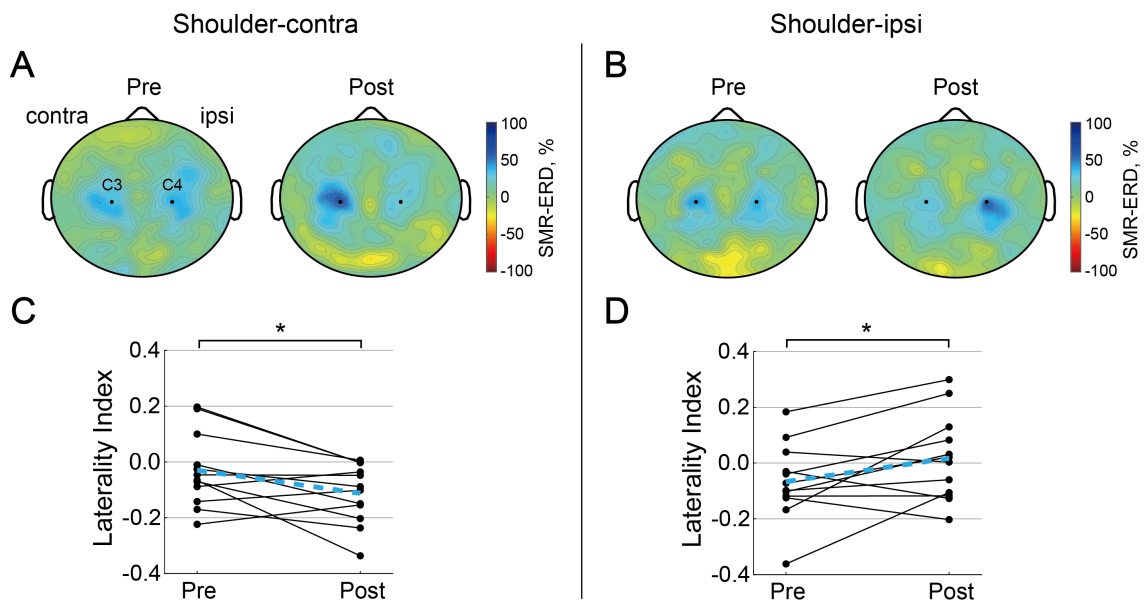 Shoulder-contra
Shoulder-ipsi
A
Pre
Post
contra
ipsi
C3
C4
100
50
0
-50
-100
SMR-ERD, %
B
Pre
Post
100
50
0
-50
-100
SMR-ERD, %
C
*
0.4
0.2
0.0
-0.2
-0.4
Laterality Index
Pre
Post
D
*
0.4
0.2
0.0
-0.2
-0.4
Laterality Index
Pre
Post